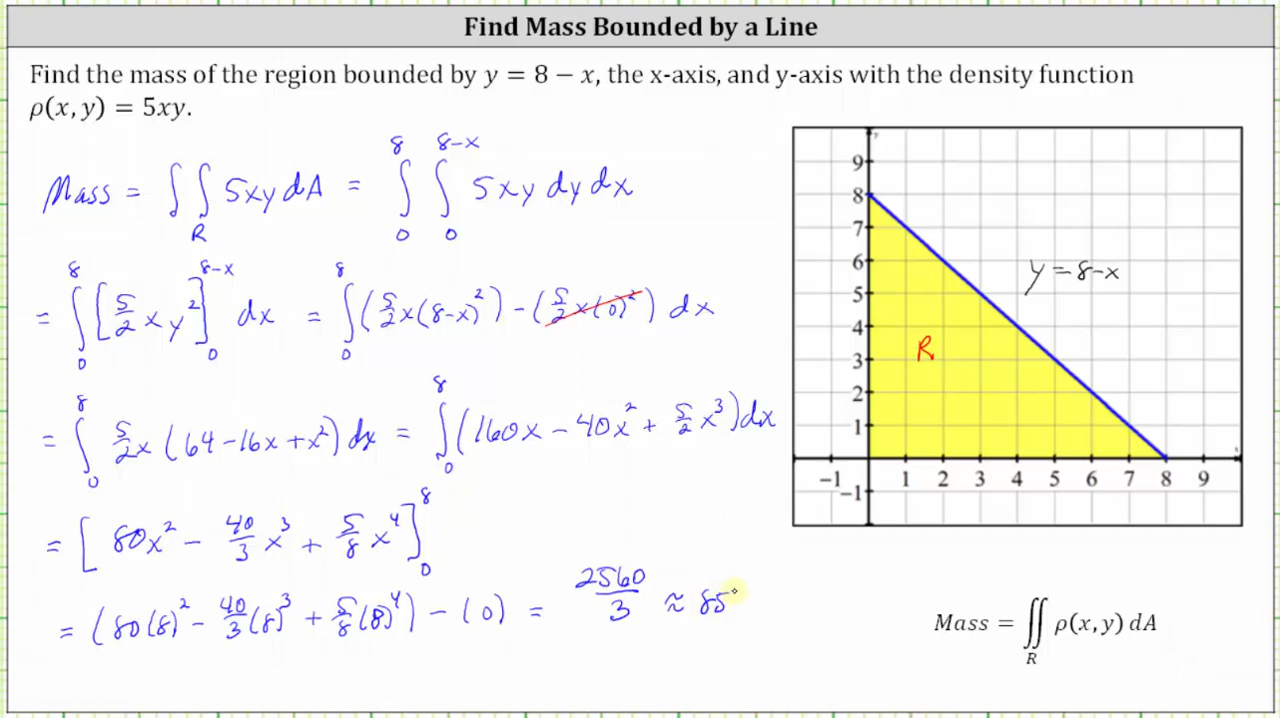 Find Mass Bounded by a Line
Find the mass of the region bounded by y = 8 − x, the x-axis, and y-axis with the density function
ρ(x, y) = 5xy.
Mass = ∫∫_R 5xy dA = ∫_0^8 ∫_0^{8-x} 5xy dy dx
= ∫_0^8 [5/2 xy²]_0^{8-x} dx = ∫_0^8 (5/2 x(8-x)²) - (5/2 x(0)²) dx
= ∫_0^8 5/2 x (64 - 16x + x²) dx = ∫_0^8 (160x - 40x² + 5/2 x³) dx
= [80x² - 40/3 x³ + 5/8 x⁴]_0^8
= (80(8)² - 40/3 (8)³ + 5/8 (8)⁴) - (0) = 2560/3 ≈ 85
y
9
8
7
6
5
4
3
2
1
−1
−1 1 2 3 4 5 6 7 8 9
x
y = 8-x
R
Mass = ∬_R ρ(x, y) dA